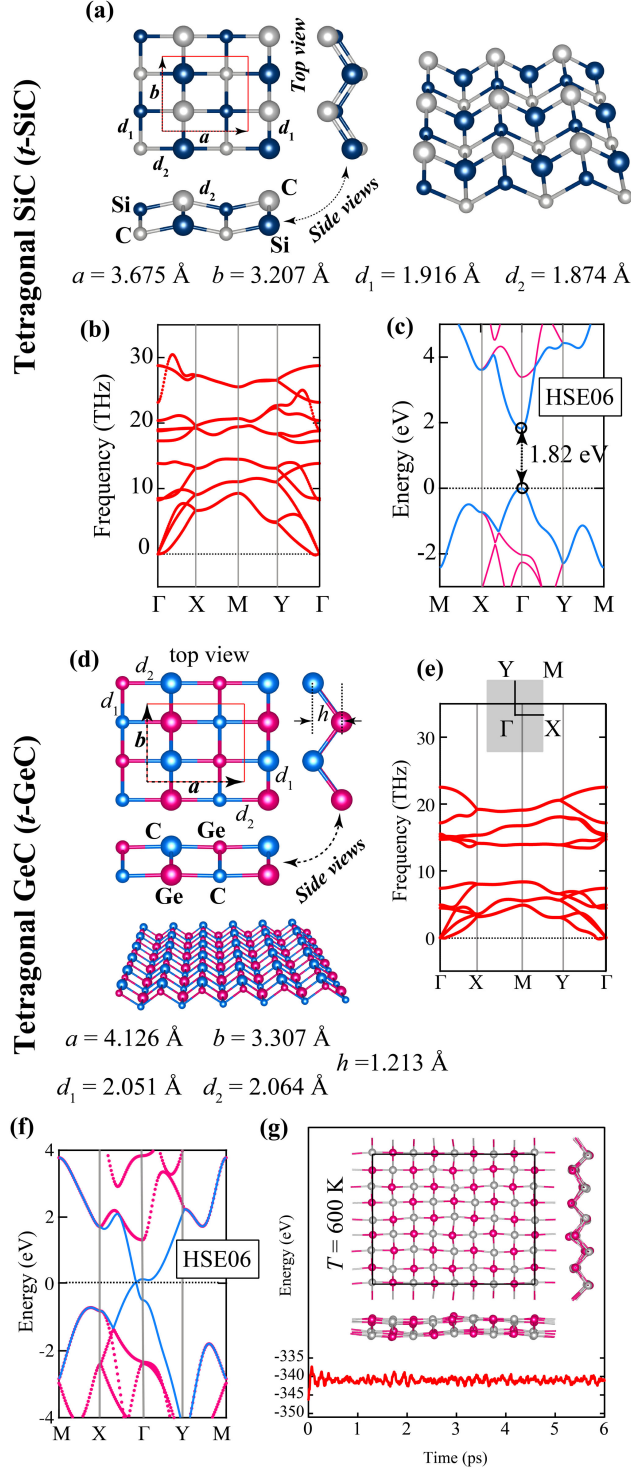 Tetragonal SiC (t-SiC)
(a)
Top view
b
a
d1
d1
d2
d2
C
Si
C
Si
Side views
a = 3.675 Å b = 3.207 Å d1 = 1.916 Å d2 = 1.874 Å
(b)
Frequency (THz)
30
20
10
0
Γ X M Y Γ
(c)
HSE06
1.82 eV
Energy (eV)
4
2
0
-2
M X Γ Y M
Tetragonal GeC (t-GeC)
(d)
top view
d2
d1
h
b
a
d1
d2
C Ge
Ge C
Side views
a = 4.126 Å b = 3.307 Å
h =1.213 Å
d1 = 2.051 Å d2 = 2.064 Å
(e)
Y M
Γ X
Frequency (THz)
30
20
10
0
Γ X M Y Γ
(f)
HSE06
Energy (eV)
4
2
0
-2
-4
M X Γ Y M
(g)
T = 600 K
Energy (eV)
-335
-340
-345
-350
0 1 2 3 4 5 6
Time (ps)